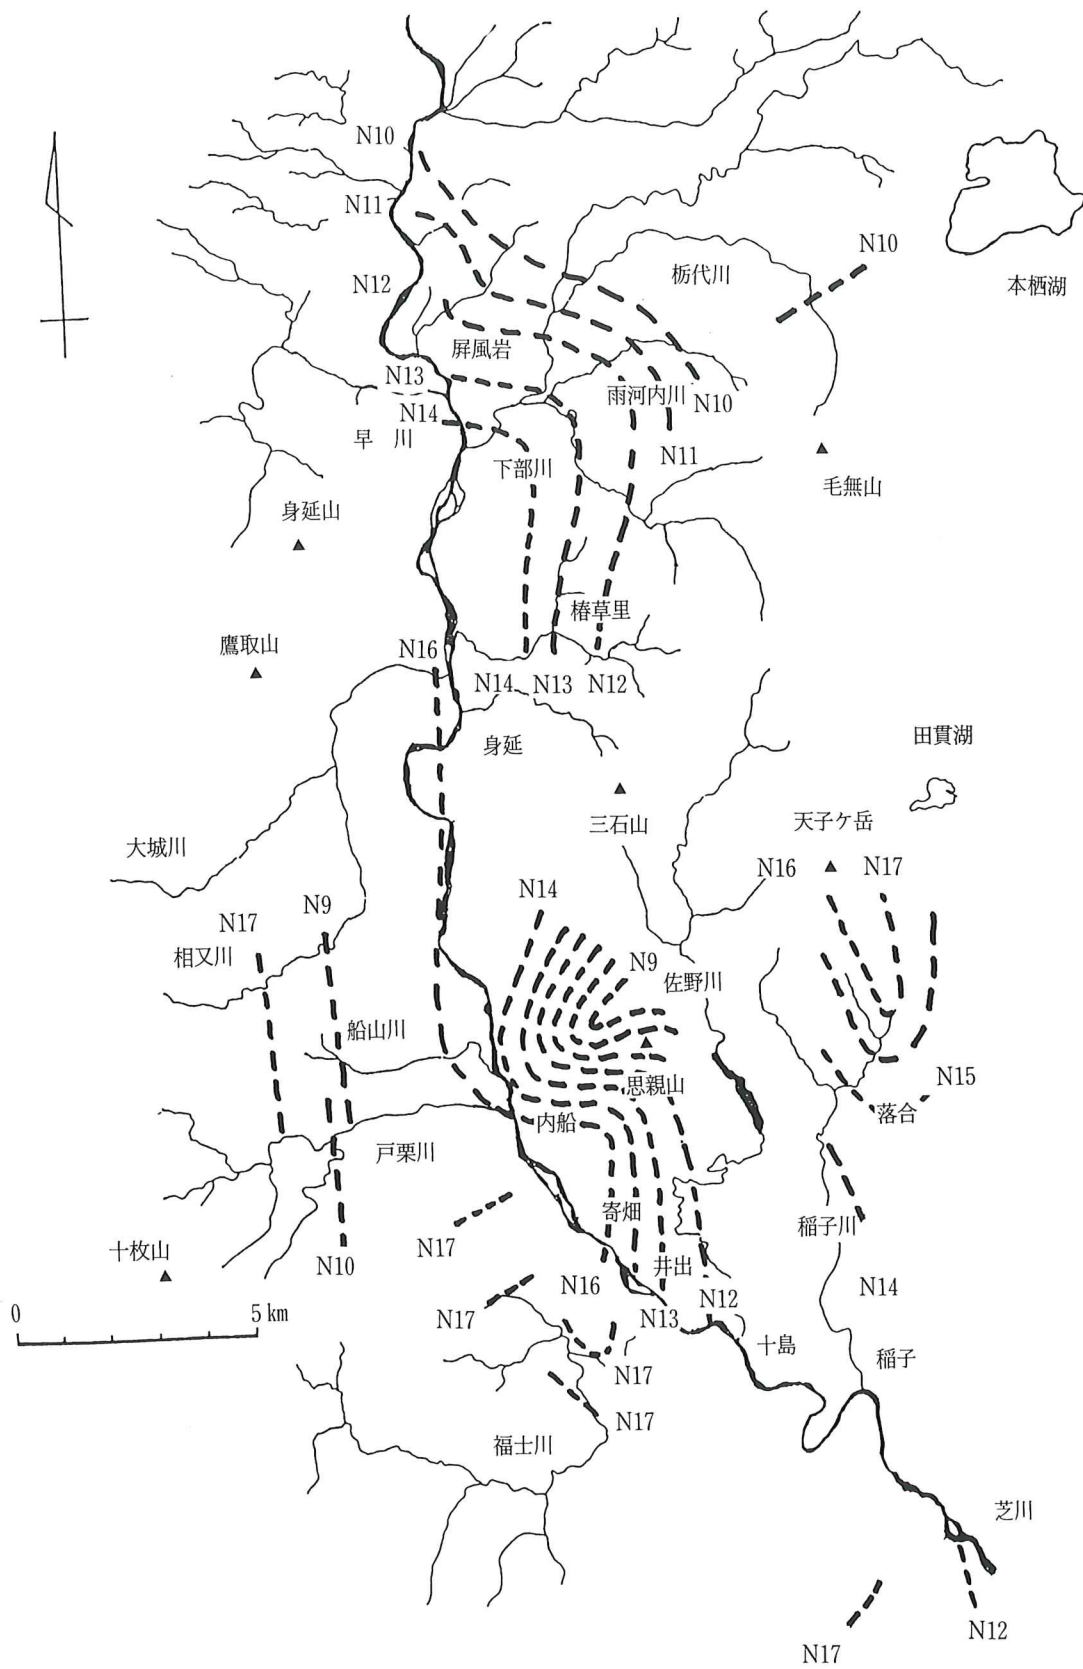 N10
N11
N10
栃代川
本栖湖
N12
屏風岩
N13
雨河内川
N10
N14
早川
N11
下部川
毛無山
身延山
椿草里
鷹取山
N16
N14
N13
N12
身延
田貫湖
三石山
天子ケ岳
大城川
N16
N17
N14
N9
N17
相又川
N9
佐野川
船山川
思親山
N15
落合
内船
戸栗川
寄畑
稲子川
N17
十枚山
N10
井出
N16
N14
0
5km
N17
N13
N12
十島
稲子
N17
N17
福士川
芝川
N12
N17